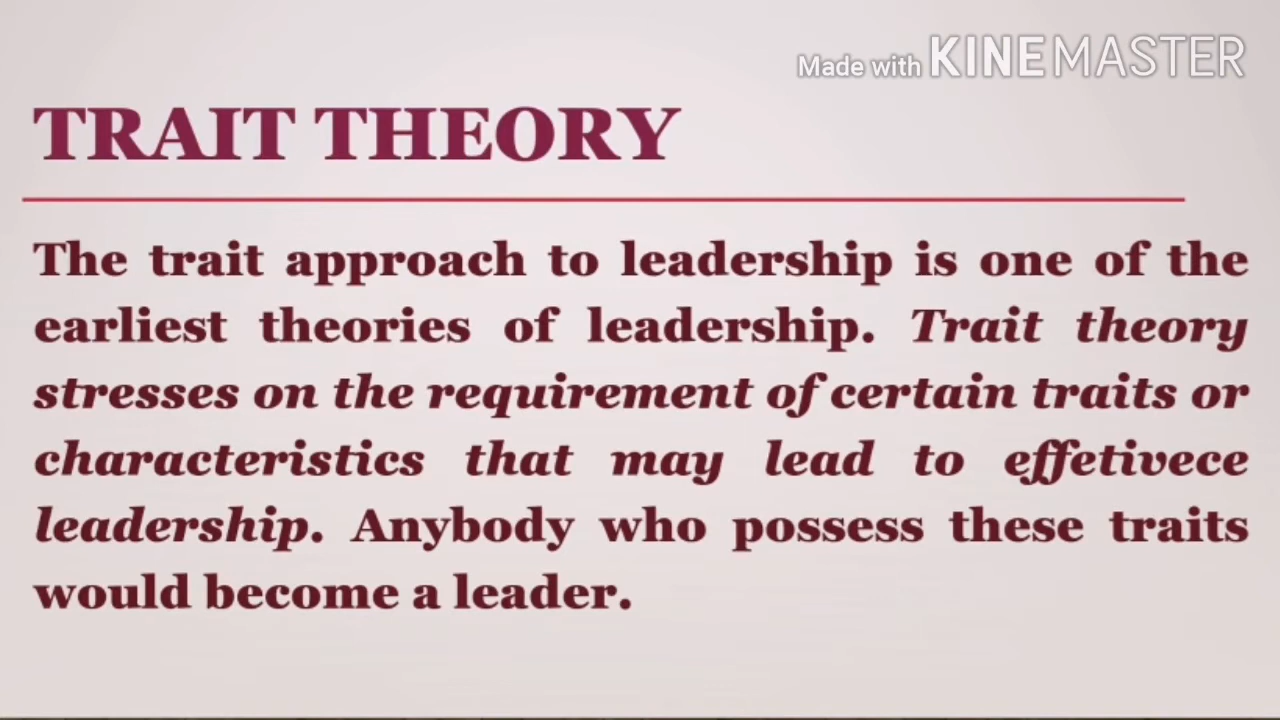 Made with KINEMASTER
TRAIT THEORY
The trait approach to leadership is one of the
earliest theories of leadership. Trait theory
stresses on the requirement of certain traits or
characteristics that may lead to effetivece
leadership. Anybody who possess these traits
would become a leader.